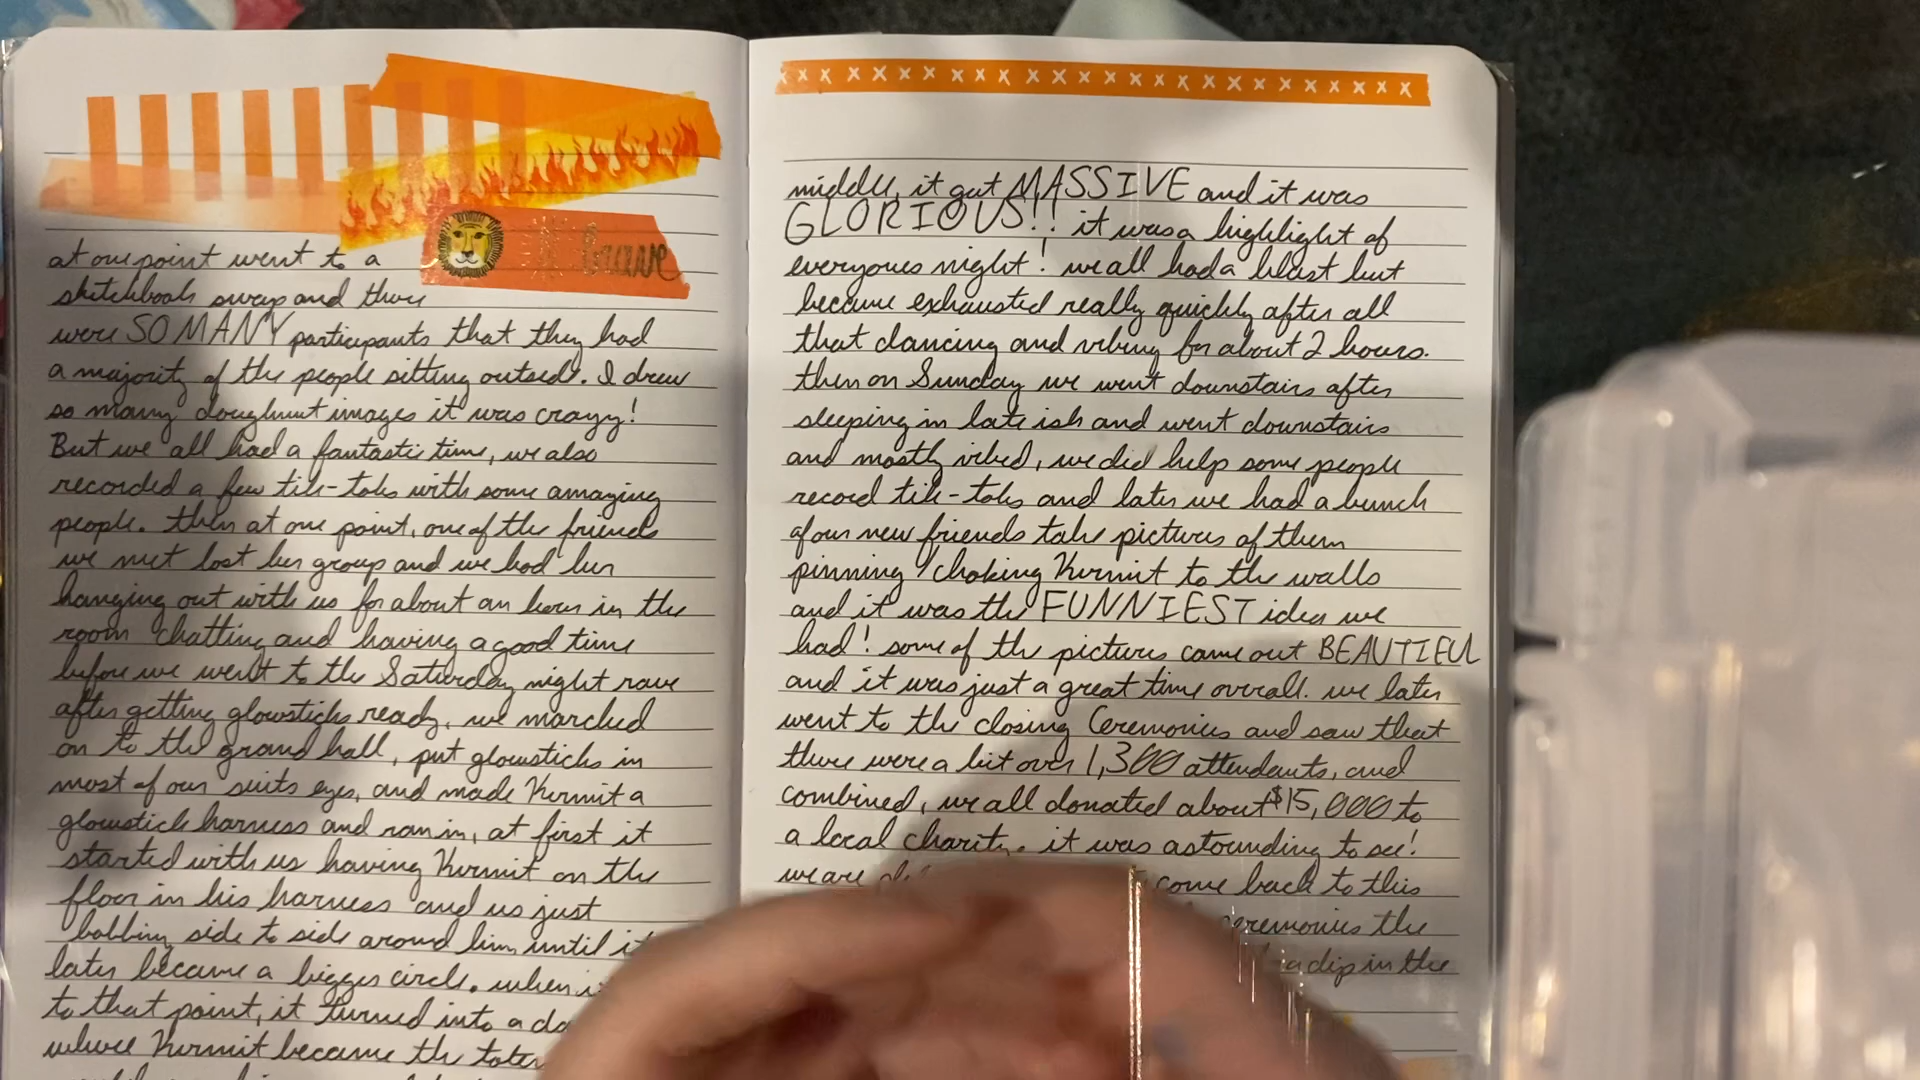 brave
at one point went to a
sketchbook swap and there
were SO MANY participants that they had
a majority of the people sitting outside. I drew
so many doughnut images it was crazy!
But we all had a fantastic time, we also
recorded a few tik-toks with some amazing
people. then at one point, one of the friends
we met lost her group and we had her
hanging out with us for about an hour in the
room chatting and having a good time
before we went to the Saturday night rave
after getting glowsticks ready, we marched
on to the grand hall, put glowsticks in
most of our suits eyes, and made Kermit a
glowstick harness and ran in, at first it
started with us having Kermit on the
floor in his harness and us just
bobbing side to side around him until it
later became a bigger circle. when i
to that point, it turned into a da
where Kermit became the totem
x x x x x x x x x x x x x x x x x x x x x x x x x
middle, it got MASSIVE and it was
GLORIOUS!! it was a highlight of
everyones night! we all had a blast but
became exhausted really quickly after all
that dancing and vibing for about 2 hours.
then on Sunday we went downstairs after
sleeping in late ish and went downstairs
and mostly vibed, we did help some people
record tik-toks and later we had a bunch
of our new friends take pictures of them
pinning/choking Kermit to the walls
and it was the FUNNIEST idea we
had! some of the pictures came out BEAUTIFUL
and it was just a great time overall. we later
went to the closing Ceremonies and saw that
there were a bit over 1,300 attendants, and
combined, we all donated about $15,000 to
a local charity. it was astounding to see!
we are come back to this
ceremonies the
a dip in the